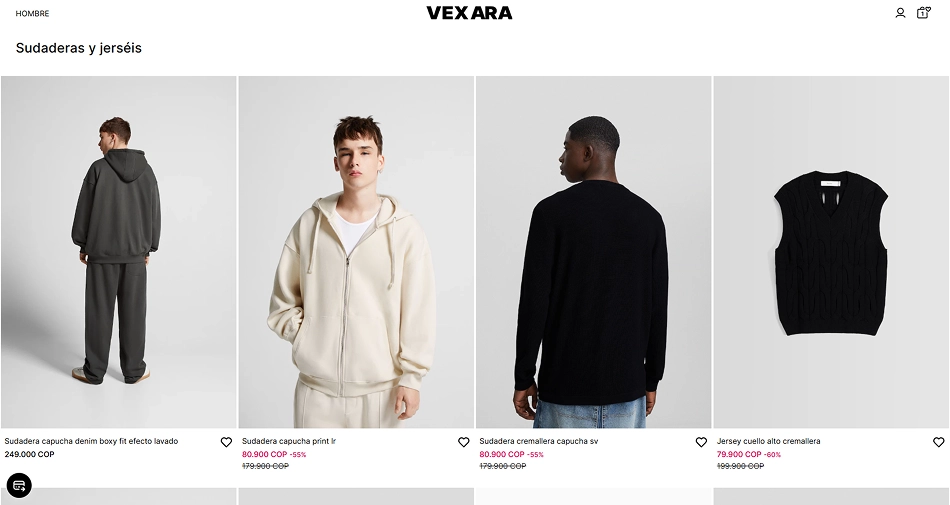 HOMBRE
VEXARA
1
Sudaderas y jerséis
Sudadera capucha denim boxy fit efecto lavado
249.000 COP
Sudadera capucha print lr
80.900 COP -55%
179.900 COP
Sudadera cremallera capucha sv
80.900 COP -55%
179.900 COP
Jersey cuello alto cremallera
79.900 COP -60%
199.900 COP